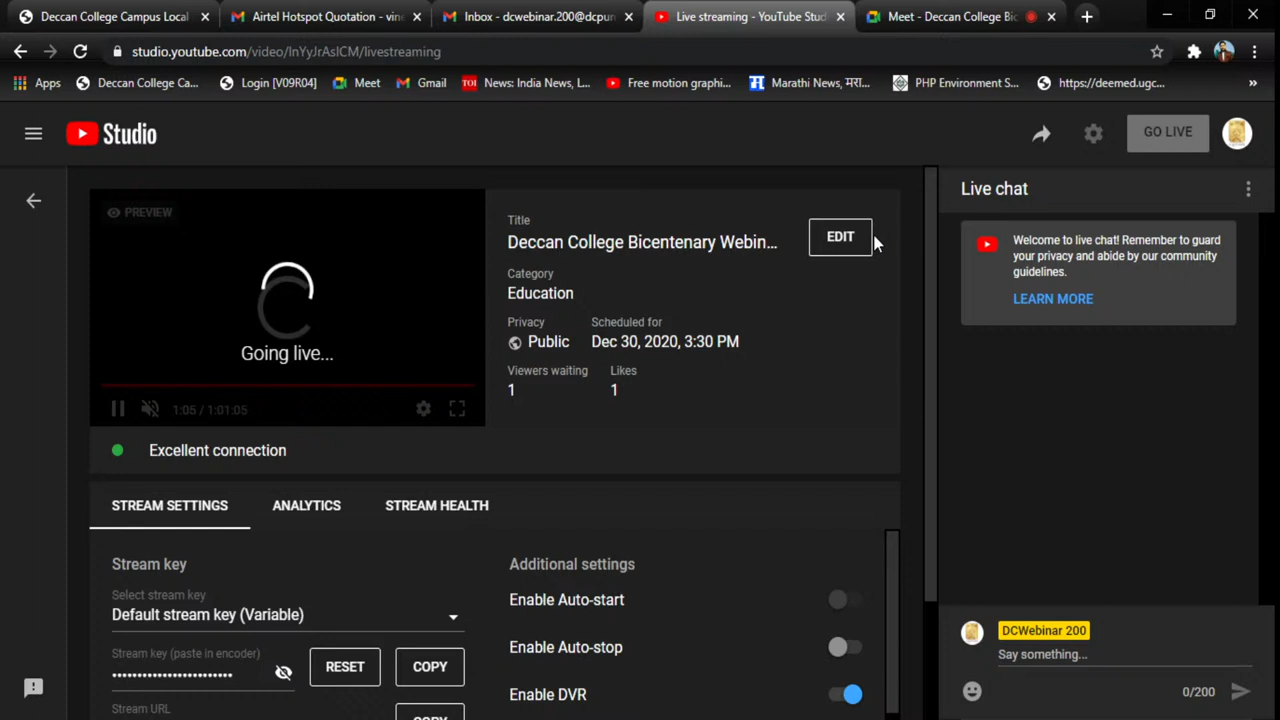 Deccan College Campus Local
Airtel Hotspot Quotation - vine
Inbox - dcwebinar.200@dcpun
Live streaming - YouTube Stud
Meet - Deccan College Bic
studio.youtube.com/video/InYyJrAsICM/livestreaming
Apps
Deccan College Ca...
Login [V09R04]
Meet
Gmail
TOI News: India News, L...
Free motion graphi...
Marathi News, मरा...
PHP Environment S...
https://deemed.ugc...
»
Studio
GO LIVE
PREVIEW
Going live...
1:05 / 1:01:05
Title
Deccan College Bicentenary Webin...
EDIT
Category
Education
Privacy
Public
Scheduled for
Dec 30, 2020, 3:30 PM
Viewers waiting
1
Likes
1
Excellent connection
STREAM SETTINGS
ANALYTICS
STREAM HEALTH
Stream key
Select stream key
Default stream key (Variable)
Stream key (paste in encoder)
•••••••••••••••••••••••
RESET
COPY
Stream URL
COPY
Additional settings
Enable Auto-start
Enable Auto-stop
Enable DVR
Live chat
Welcome to live chat! Remember to guard
your privacy and abide by our community
guidelines.
LEARN MORE
DCWebinar 200
Say something...
0/200